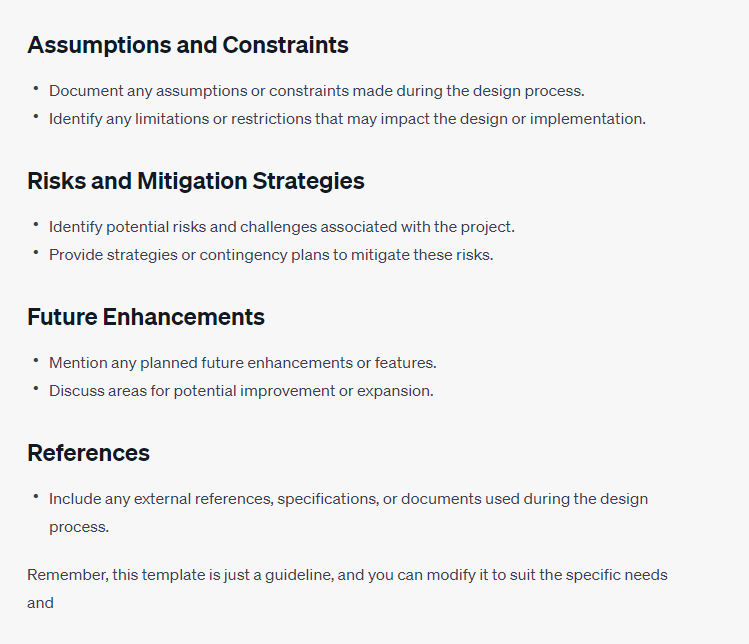 Assumptions and Constraints
• Document any assumptions or constraints made during the design process.
• Identify any limitations or restrictions that may impact the design or implementation.
Risks and Mitigation Strategies
• Identify potential risks and challenges associated with the project.
• Provide strategies or contingency plans to mitigate these risks.
Future Enhancements
• Mention any planned future enhancements or features.
• Discuss areas for potential improvement or expansion.
References
• Include any external references, specifications, or documents used during the design
process.
Remember, this template is just a guideline, and you can modify it to suit the specific needs
and